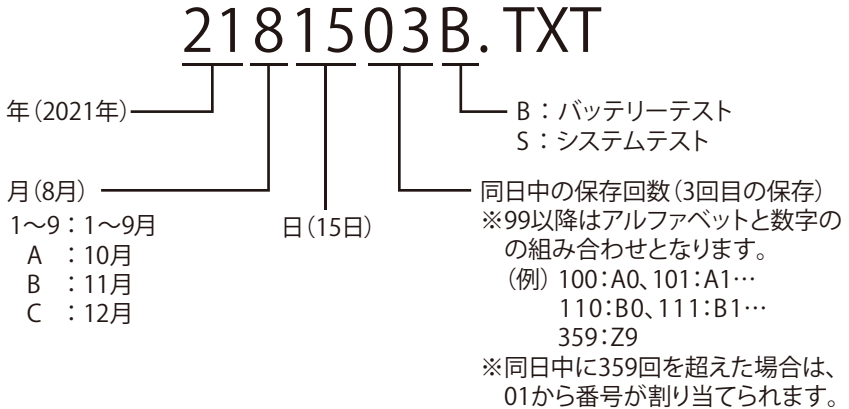 2181503B.TXT
年（2021年）
月（8月）
1～9：1～9月
A ：10月
B ：11月
C ：12月
日（15日）
B：バッテリーテスト
S：システムテスト
同日中の保存回数（3回目の保存）
※99以降はアルファベットと数字の
の組み合わせとなります。
（例）100：A0、101：A1…
110：B0、111：B1…
359：Z9
※同日中に359回を超えた場合は、
01から番号が割り当てられます。